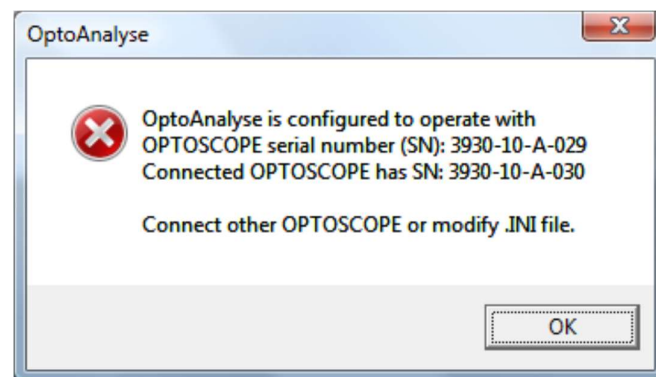 OptoAnalyse
OptoAnalyse is configured to operate with
OPTOSCOPE serial number (SN): 3930-10-A-029
Connected OPTOSCOPE has SN: 3930-10-A-030
Connect other OPTOSCOPE or modify .INI file.
OK